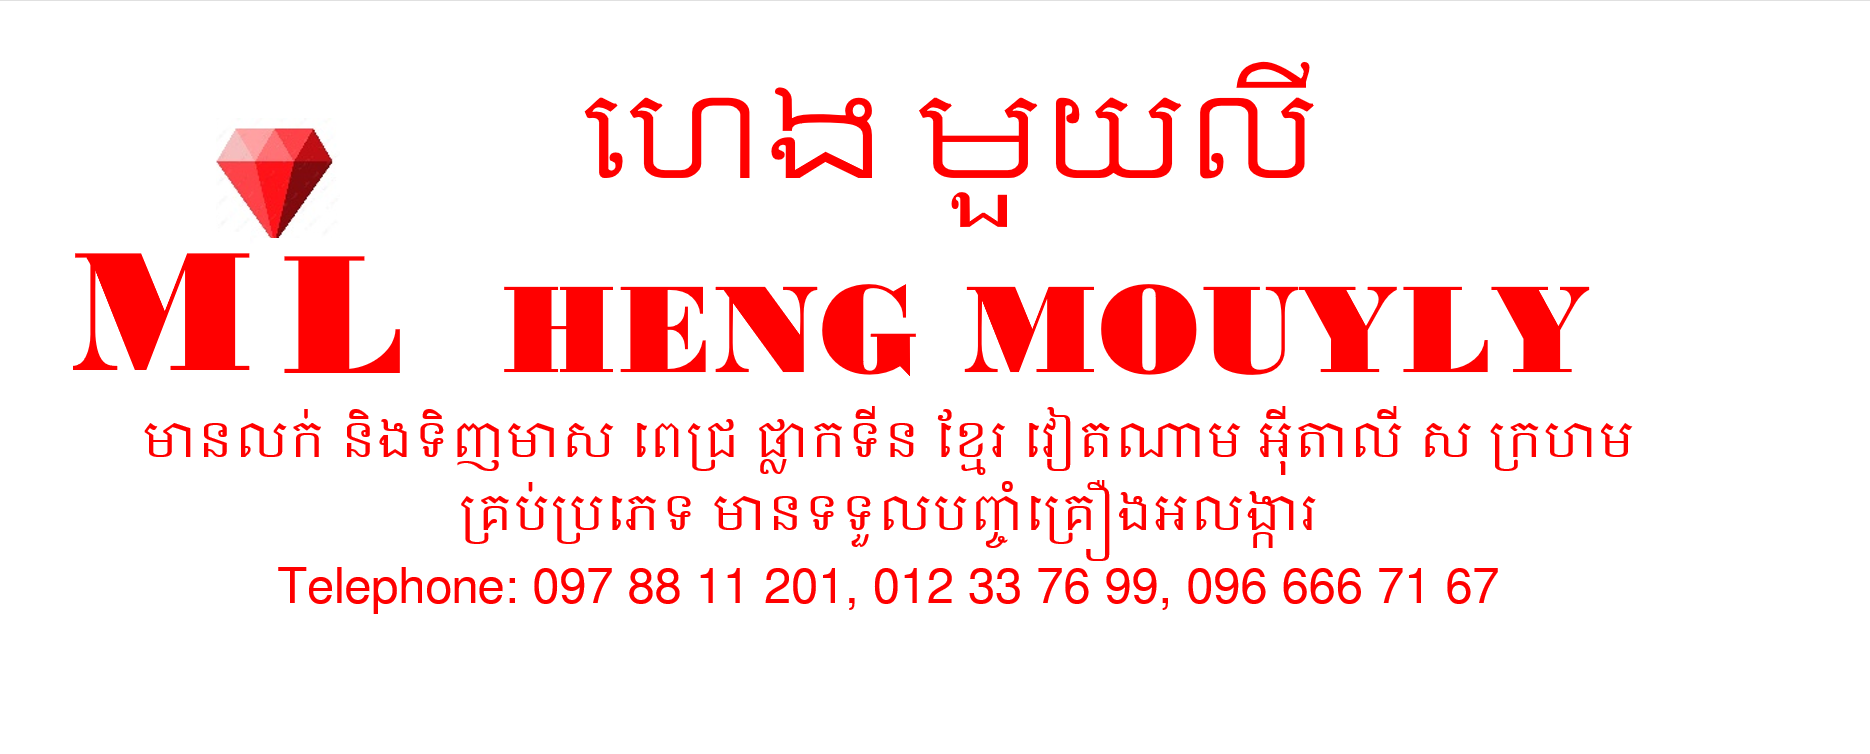 ហេង មួយលី
ML HENG MOUYLY
មានលក់ និងទិញមាស ពេជ្រ ផ្លាកទីន ខ្មែរ វៀតណាម អ៊ីតាលី ស ក្រហម
គ្រប់ប្រភេទ មានទទួលបញ្ចាំគ្រឿងអលង្ការ
Telephone: 097 88 11 201, 012 33 76 99, 096 666 71 67